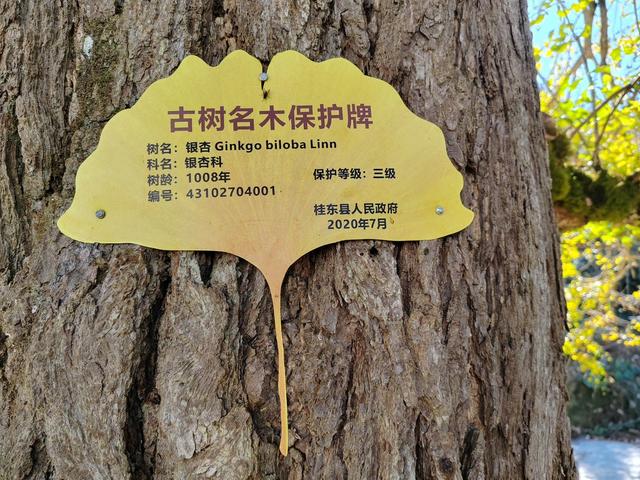 古树名木保护牌
树名：银杏 Ginkgo biloba Linn
科名：银杏科
树龄：1008年
保护等级：三级
编号：43102704001
桂东县人民政府
2020年7月